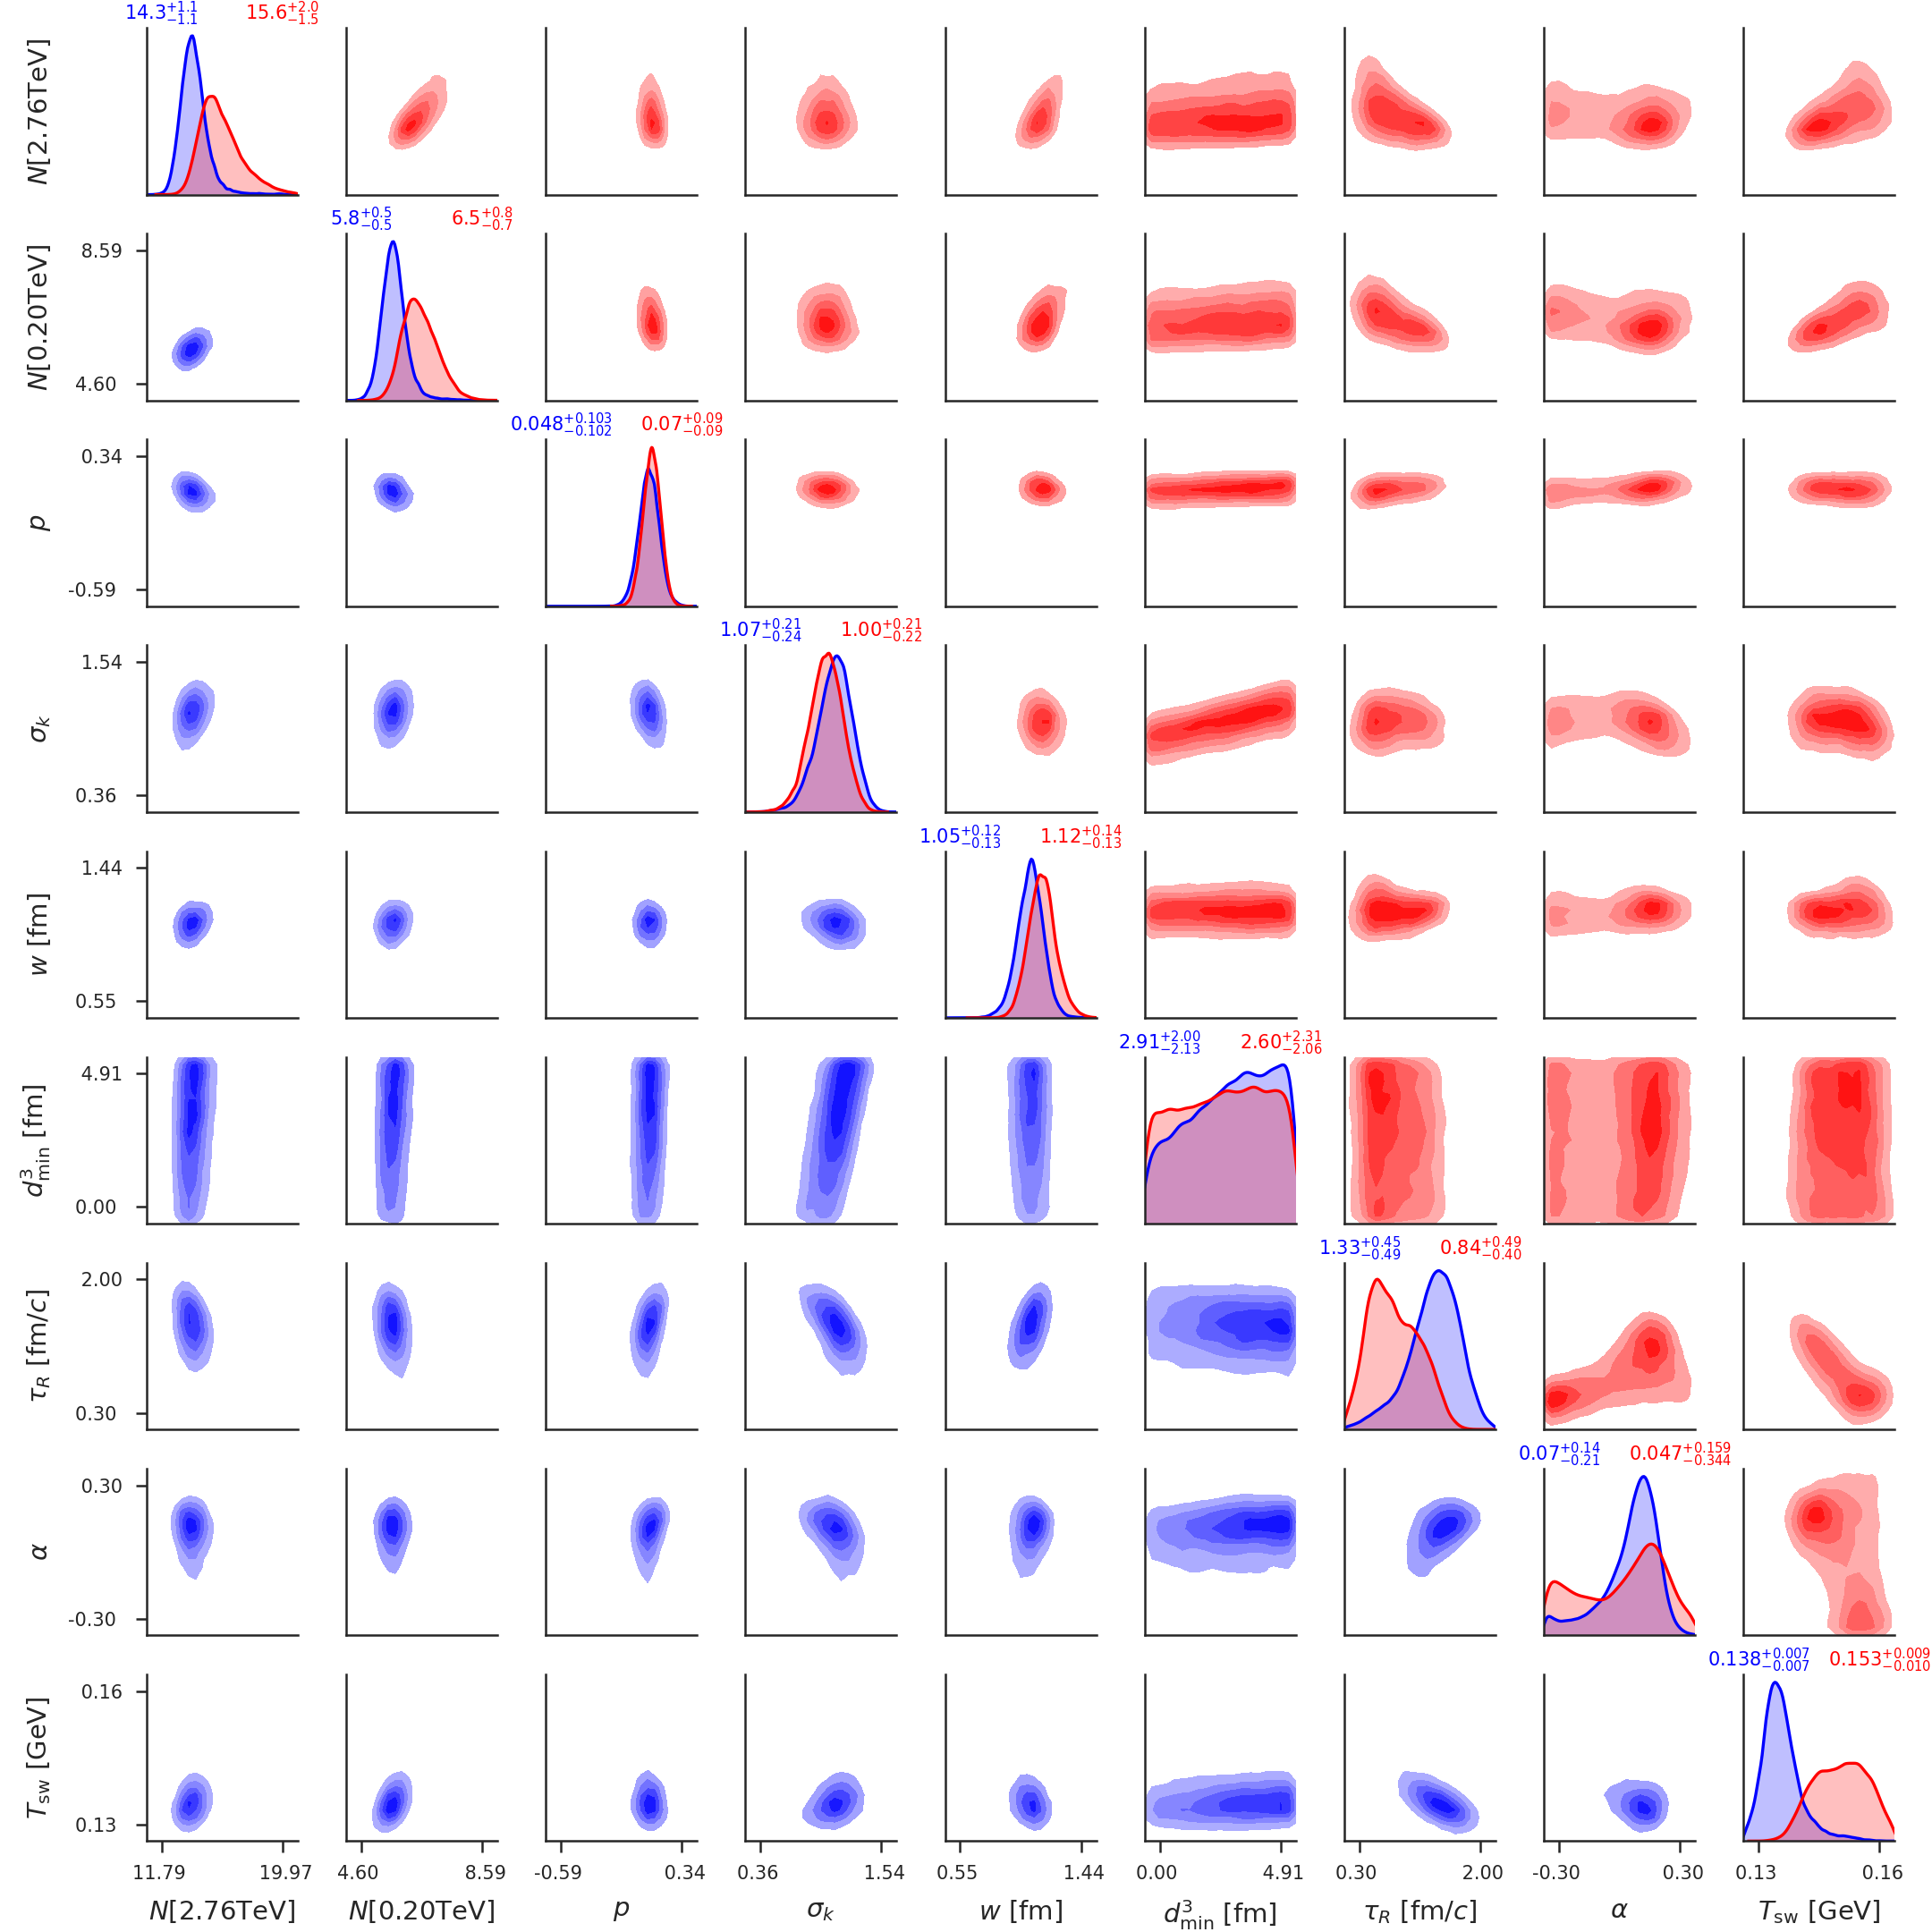 14.3+1.1−1.1 15.6+2.0−1.5
N[2.76TeV]
5.8+0.5−0.5 6.5+0.8−0.7
N[0.20TeV]
8.59
4.60
0.048+0.103−0.102 0.07+0.09−0.09
p
0.34
-0.59
1.07+0.21−0.24 1.00+0.21−0.22
σk
1.54
0.36
1.05+0.12−0.13 1.12+0.14−0.13
w [fm]
1.44
0.55
2.91+2.00−2.13 2.60+2.31−2.06
d3min [fm]
4.91
0.00
1.33+0.45−0.49 0.84+0.49−0.40
τR [fm/c]
2.00
0.30
0.07+0.14−0.21 0.047+0.159−0.344
α
0.30
-0.30
0.138+0.007−0.007 0.153+0.009−0.010
Tsw [GeV]
0.16
0.13
11.79 19.97 4.60 8.59 -0.59 0.34 0.36 1.54 0.55 1.44 0.00 4.91 0.30 2.00 -0.30 0.30 0.13 0.16
N[2.76TeV] N[0.20TeV] p σk w [fm] d3min [fm] τR [fm/c] α Tsw [GeV]